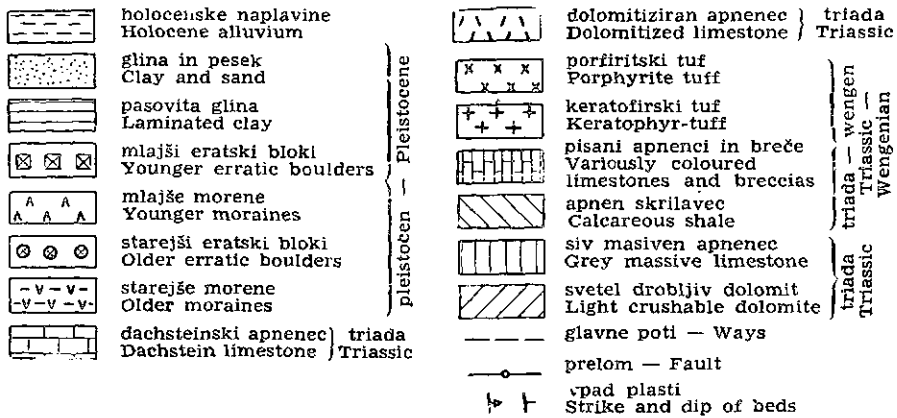 holocenske naplavine
Holocene alluvium
glina in pesek
Clay and sand
pasovita glina
Laminated clay
mlajši eratski bloki
Younger erratic boulders
mlajše morene
Younger moraines
starejši eratski bloki
Older erratic boulders
starejše morene
Older moraines
pleistocen — Pleistocene
dachsteinski apnenec triada
Dachstein limestone Triassic
dolomitiziran apnenec triada
Dolomitized limestone Triassic
porfiritski tuf
Porphyrite tuff
keratofirski tuf
Keratophyr-tuff
pisani apnenci in breče
Variously coloured
limestones and breccias
apnen skrilavec
Calcareous shale
triada — wengen
Triassic —
Wengenian
siv masiven apnenec
Grey massive limestone
svetel drobljiv dolomit
Light crushable dolomite
triada
Triassic
glavne poti — Ways
prelom — Fault
vpad plasti
Strike and dip of beds